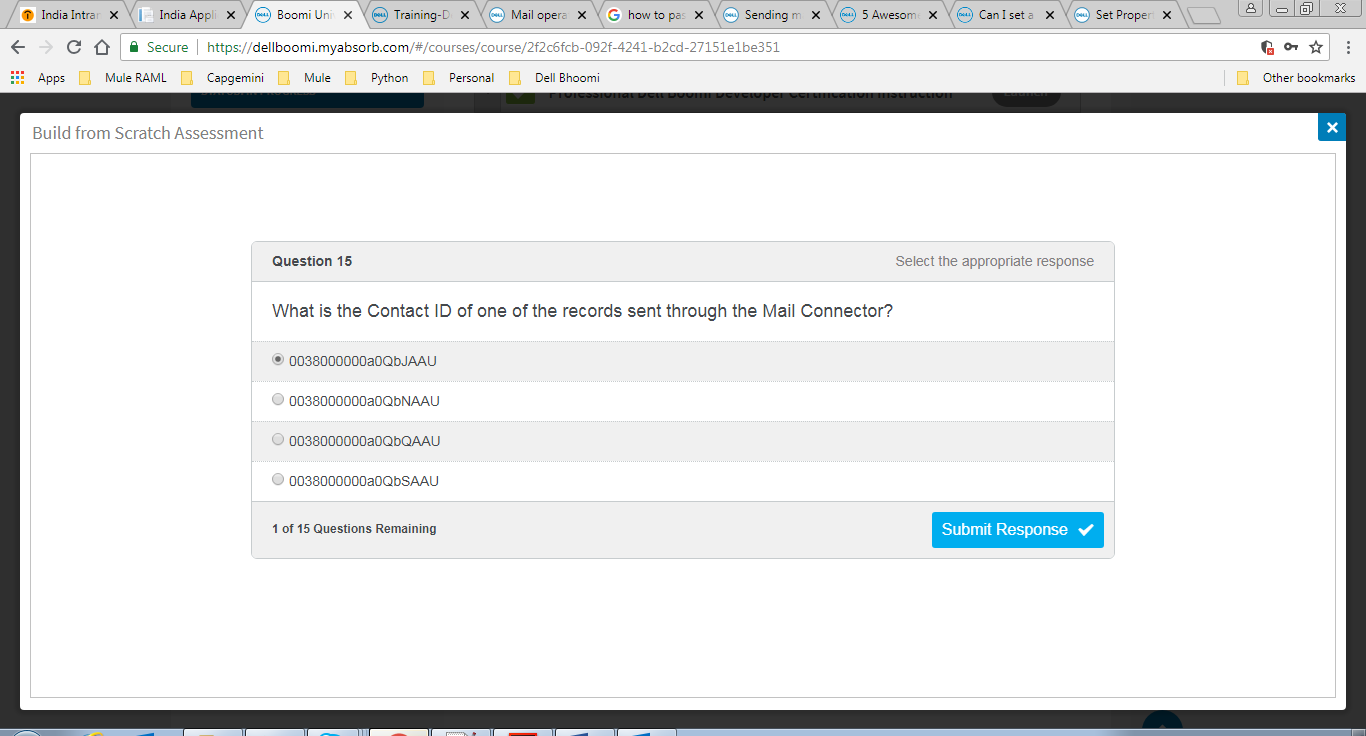 India Intran
India Appli
Boomi Uni
Training-D
Mail opera
how to pas
Sending m
5 Awesom
Can I set a
Set Proper
Secure
https://dellboomi.myabsorb.com/#/courses/course/2f2c6fcb-092f-4241-b2cd-27151e1be351
Apps
Mule RAML
Capgemini
Mule
Python
Personal
Dell Bhoomi
Other bookmarks
Professional Dell Boomi Developer Certification Instruction
Build from Scratch Assessment
Question 15
Select the appropriate response
What is the Contact ID of one of the records sent through the Mail Connector?
0038000000a0QbJAAU
0038000000a0QbNAAU
0038000000a0QbQAAU
0038000000a0QbSAAU
1 of 15 Questions Remaining
Submit Response